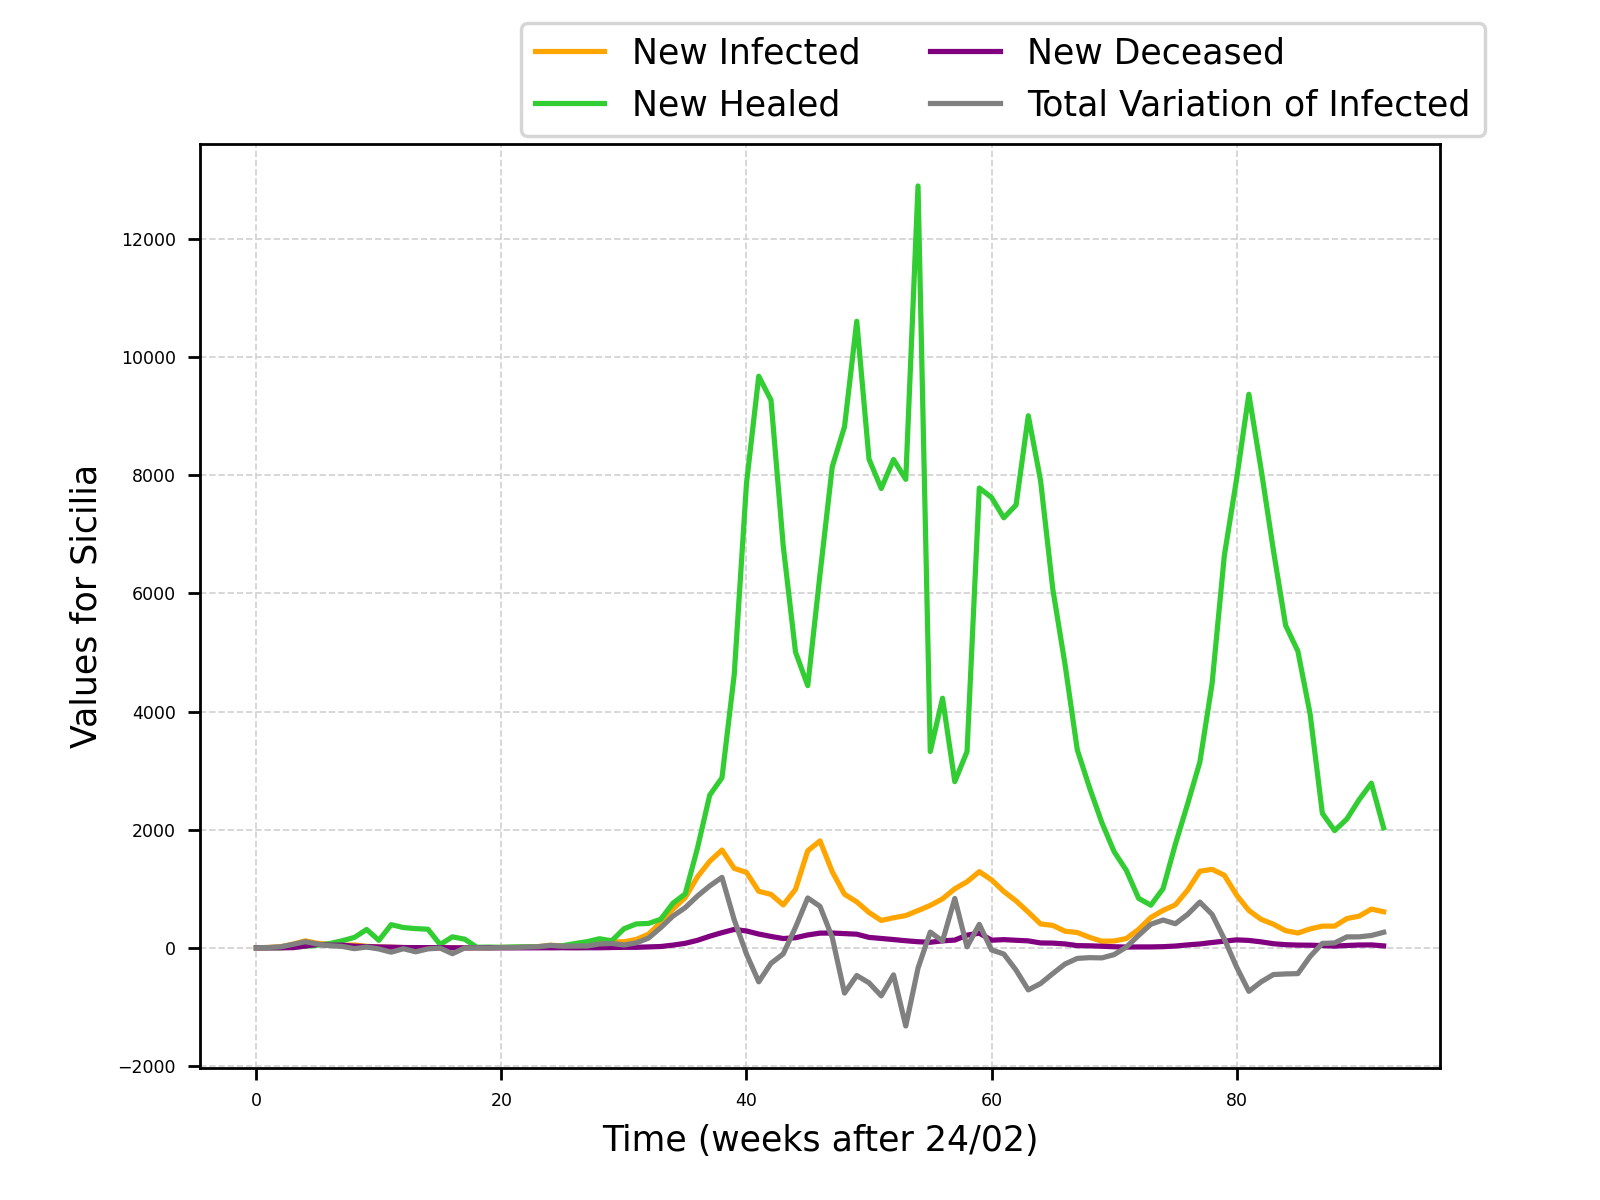 New Infected
New Healed
New Deceased
Total Variation of Infected
12000
10000
8000
6000
4000
2000
0
−2000
Values for Sicilia
0 20 40 60 80
Time (weeks after 24/02)